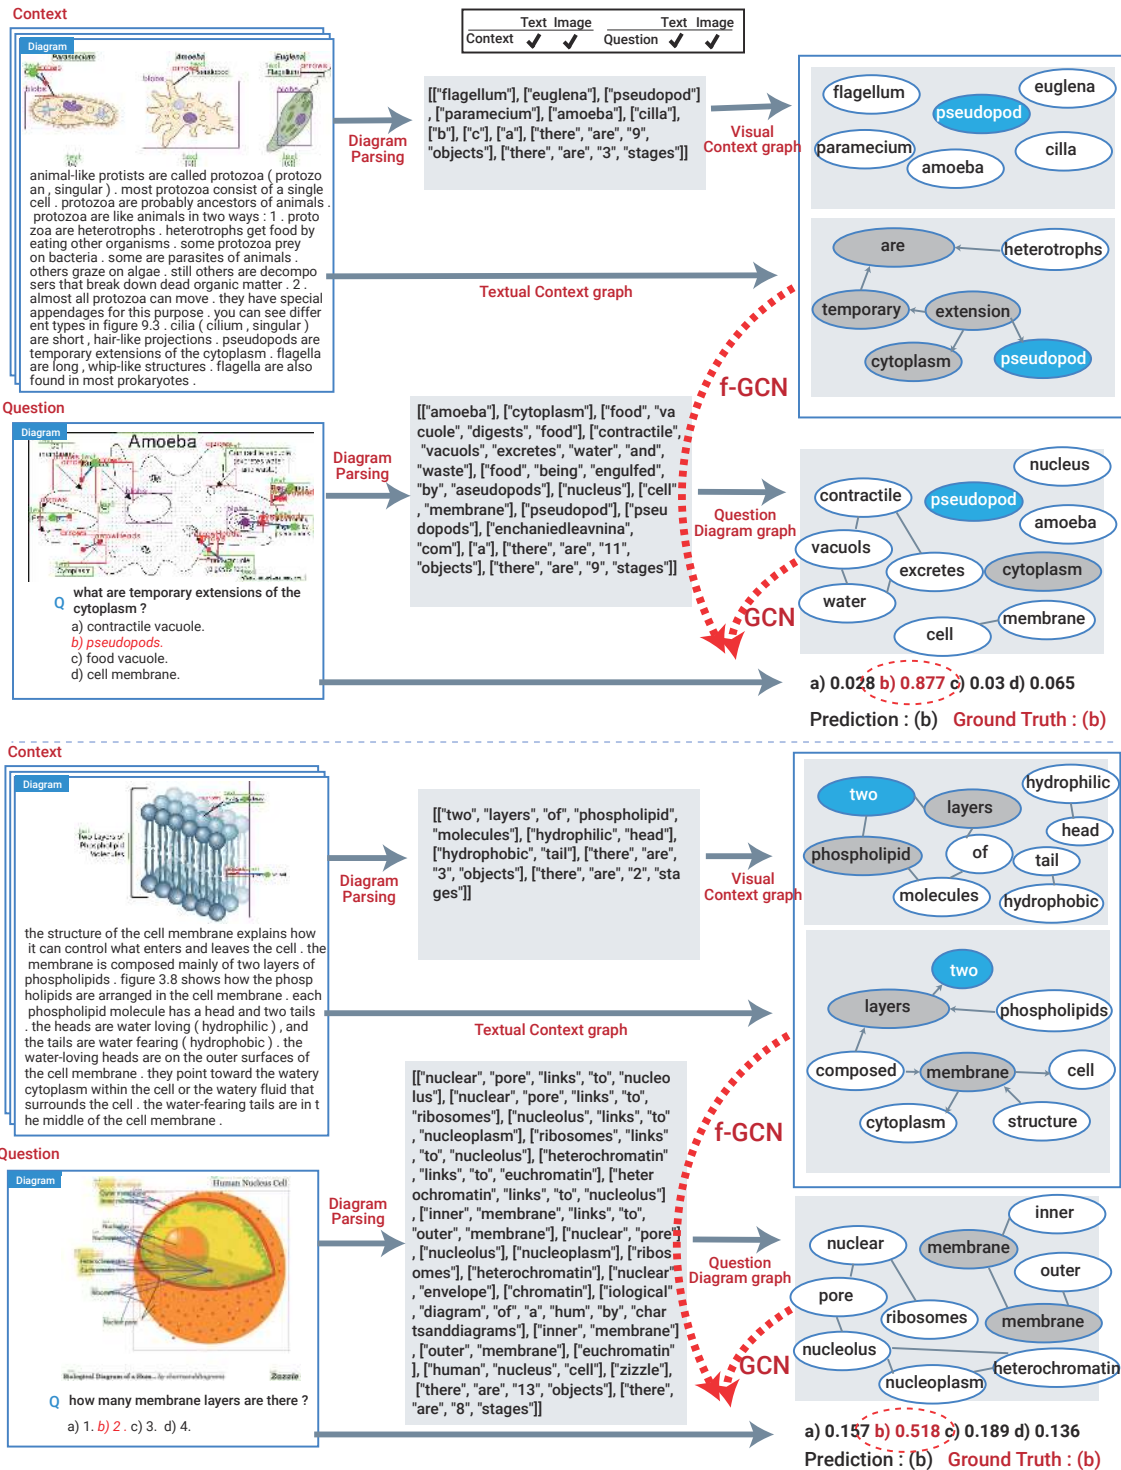 Context
Text Image Text Image
Context ✔ ✔ Question ✔ ✔
Diagram
Paramecium Amoeba Euglena
Pseudopod
Flagellum
animal-like protists are called protozoa ( protozo
an , singular ) . most protozoa consist of a single
cell . protozoa are probably ancestors of animals .
protozoa are like animals in two ways : 1 . proto
zoa are heterotrophs . heterotrophs get food by
eating other organisms . some protozoa prey
on bacteria . some are parasites of animals .
others graze on algae . still others are decompo
sers that break down dead organic matter . 2 .
almost all protozoa can move . they have special
appendages for this purpose . you can see differ
ent types in figure 9.3 . cilia ( cilium , singular )
are short , hair-like projections . pseudopods are
temporary extensions of the cytoplasm . flagella
are long , whip-like structures . flagella are also
found in most prokaryotes .
Diagram
Parsing
[["flagellum"], ["euglena"], ["pseudopod"]
, ["paramecium"], ["amoeba"], ["cilla"],
["b"], ["c"], ["a"], ["there", "are", "9",
"objects"], ["there", "are", "3", "stages"]]
Visual
Context graph
flagellum
euglena
pseudopod
paramecium
amoeba
cilla
Textual Context graph
are
heterotrophs
temporary
extension
cytoplasm
pseudopod
f-GCN
Question
Diagram
Amoeba
Contractile vacuole
(excretes water
and waste)
Cytoplasm
Q what are temporary extensions of the
cytoplasm ?
a) contractile vacuole.
b) pseudopods.
c) food vacuole.
d) cell membrane.
Diagram
Parsing
[["amoeba"], ["cytoplasm"], ["food", "va
cuole", "digests", "food"], ["contractile",
"vacuols", "excretes", "water", "and",
"waste"], ["food", "being", "engulfed",
"by", "aseudopods"], ["nucleus"], ["cell"
, "membrane"], ["pseudopod"], ["pseu
dopods"], ["enchaniedleavnina",
"com"], ["a"], ["there", "are", "11",
"objects"], ["there", "are", "9", "stages"]]
Question
Diagram graph
GCN
nucleus
contractile
pseudopod
amoeba
vacuols
excretes
cytoplasm
water
membrane
cell
a) 0.028 b) 0.877 c) 0.03 d) 0.065
Prediction : (b) Ground Truth : (b)
Context
Diagram
Two Layers of
Phospholipid
Molecules
the structure of the cell membrane explains how
it can control what enters and leaves the cell . the
membrane is composed mainly of two layers of
phospholipids . figure 3.8 shows how the phosp
holipids are arranged in the cell membrane . each
phospholipid molecule has a head and two tails
. the heads are water loving ( hydrophilic ) , and
the tails are water fearing ( hydrophobic ) . the
water-loving heads are on the outer surfaces of
the cell membrane . they point toward the watery
cytoplasm within the cell or the watery fluid that
surrounds the cell . the water-fearing tails are in t
he middle of the cell membrane .
Diagram
Parsing
[["two", "layers", "of", "phospholipid",
"molecules"], ["hydrophilic", "head"],
["hydrophobic", "tail"], ["there", "are",
"3", "objects"], ["there", "are", "2", "sta
ges"]]
Visual
Context graph
two
layers
hydrophilic
head
phospholipid
of
tail
molecules
hydrophobic
Textual Context graph
two
layers
phospholipids
composed
membrane
cell
cytoplasm
structure
f-GCN
Question
Diagram
Human Nucleus Cell
Nuclear pore
Biological Diagram of a Hum... by chartsanddiagrams
Zazzle
Q how many membrane layers are there ?
a) 1. b) 2 . c) 3. d) 4.
Diagram
Parsing
[["nuclear", "pore", "links", "to", "nucleo
lus"], ["nuclear", "pore", "links", "to",
"ribosomes"], ["nucleolus", "links", "to"
, "nucleoplasm"], ["ribosomes", "links"
, "to", "nucleolus"], ["heterochromatin"
, "links", "to", "euchromatin"], ["heter
ochromatin", "links", "to", "nucleolus"]
, ["inner", "membrane", "links", "to",
"outer", "membrane"], ["nuclear", "pore"]
, ["nucleolus"], ["nucleoplasm"], ["ribos
omes"], ["heterochromatin"], ["nuclear"
, "envelope"], ["chromatin"], ["iological"
, "diagram", "of", "a", "hum", "by", "char
tsanddiagrams"], ["inner", "membrane"]
, ["outer", "membrane"], ["euchromatin"
], ["human", "nucleus", "cell"], ["zizzle"],
["there", "are", "13", "objects"], ["there",
"are", "8", "stages"]]
Question
Diagram graph
GCN
inner
nuclear
membrane
outer
pore
ribosomes
membrane
nucleolus
heterochromatin
nucleoplasm
a) 0.157 b) 0.518 c) 0.189 d) 0.136
Prediction : (b) Ground Truth : (b)